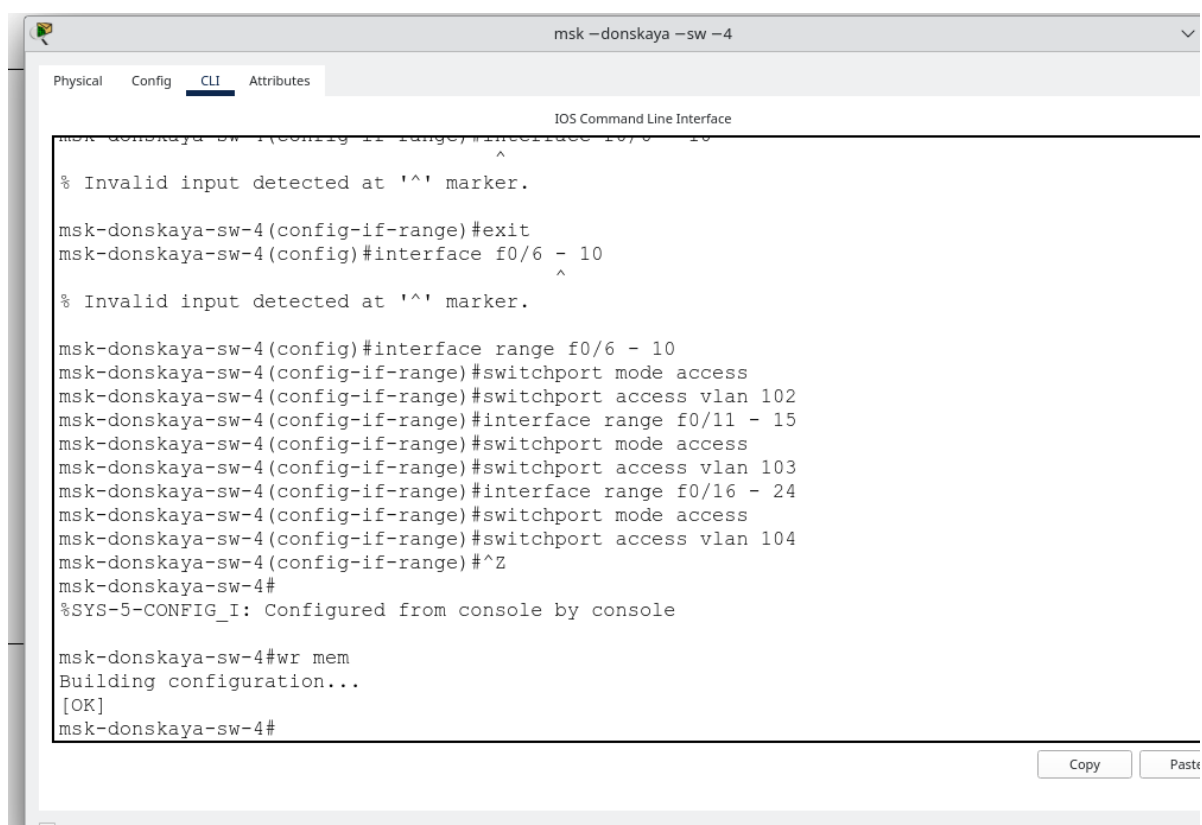 msk —donskaya —sw —4
Physical Config CLI Attributes
IOS Command Line Interface
^
% Invalid input detected at '^' marker.
msk-donskaya-sw-4(config-if-range)#exit
msk-donskaya-sw-4(config)#interface f0/6 - 10
^
% Invalid input detected at '^' marker.
msk-donskaya-sw-4(config)#interface range f0/6 - 10
msk-donskaya-sw-4(config-if-range)#switchport mode access
msk-donskaya-sw-4(config-if-range)#switchport access vlan 102
msk-donskaya-sw-4(config-if-range)#interface range f0/11 - 15
msk-donskaya-sw-4(config-if-range)#switchport mode access
msk-donskaya-sw-4(config-if-range)#switchport access vlan 103
msk-donskaya-sw-4(config-if-range)#interface range f0/16 - 24
msk-donskaya-sw-4(config-if-range)#switchport mode access
msk-donskaya-sw-4(config-if-range)#switchport access vlan 104
msk-donskaya-sw-4(config-if-range)#^Z
msk-donskaya-sw-4#
%SYS-5-CONFIG_I: Configured from console by console
msk-donskaya-sw-4#wr mem
Building configuration...
[OK]
msk-donskaya-sw-4#
Copy Paste